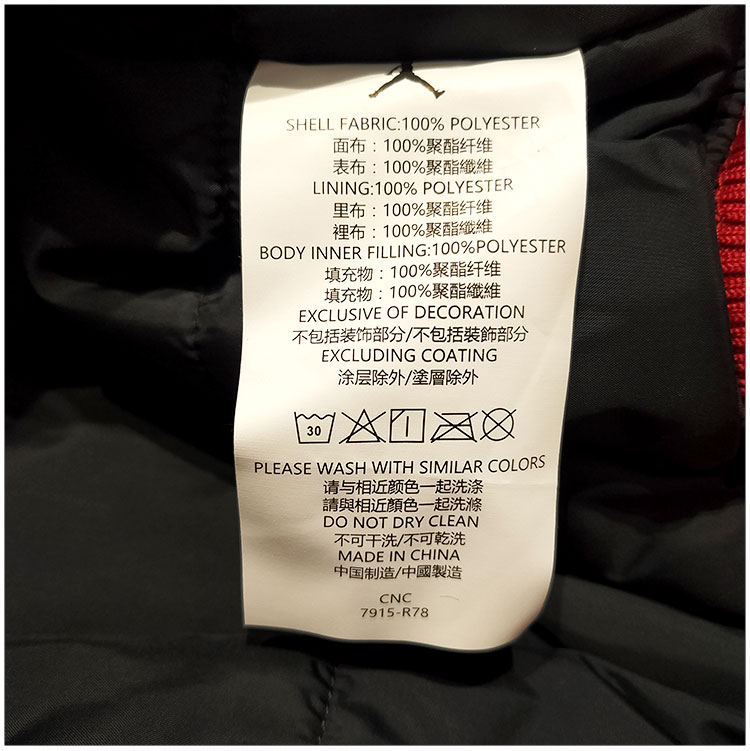 SHELL FABRIC:100% POLYESTER
面布：100%聚酯纤维
表布：100%聚酯纖維
LINING:100% POLYESTER
里布：100%聚酯纤维
裡布：100%聚酯纖維
BODY INNER FILLING:100%POLYESTER
填充物：100%聚酯纤维
填充物：100%聚酯纖維
EXCLUSIVE OF DECORATION
不包括装饰部分/不包括裝飾部分
EXCLUDING COATING
涂层除外/塗層除外
30
PLEASE WASH WITH SIMILAR COLORS
请与相近颜色一起洗涤
請與相近顏色一起洗滌
DO NOT DRY CLEAN
不可干洗/不可乾洗
MADE IN CHINA
中国制造/中國製造
CNC
7915-R78